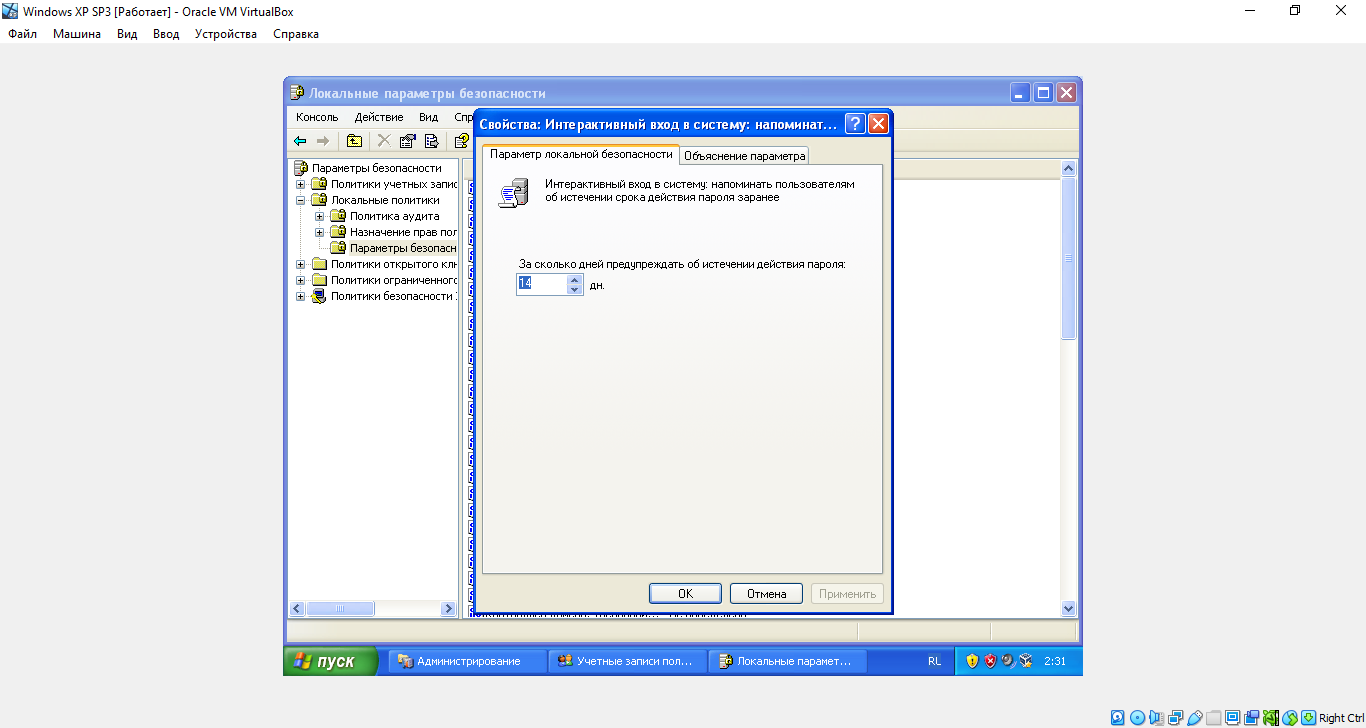 Windows XP SP3 [Работает] - Oracle VM VirtualBox
Файл Машина Вид Ввод Устройства Справка
Локальные параметры безопасности
Консоль Действие Вид Спр
Свойства: Интерактивный вход в систему: напоминат...
Параметр локальной безопасности Объяснение параметра
Интерактивный вход в систему: напоминать пользователям
об истечении срока действия пароля заранее
За сколько дней предупреждать об истечении действия пароля:
14 дн.
OK Отмена Применить
Параметры безопасности
Политики учетных запис
Локальные политики
Политика аудита
Назначение прав пол
Параметры безопасн
Политики открытого клю
Политики ограниченного
Политики безопасности
пуск Администрирование Учетные записи пол... Локальные парамет... RL 2:31
Right Ctrl